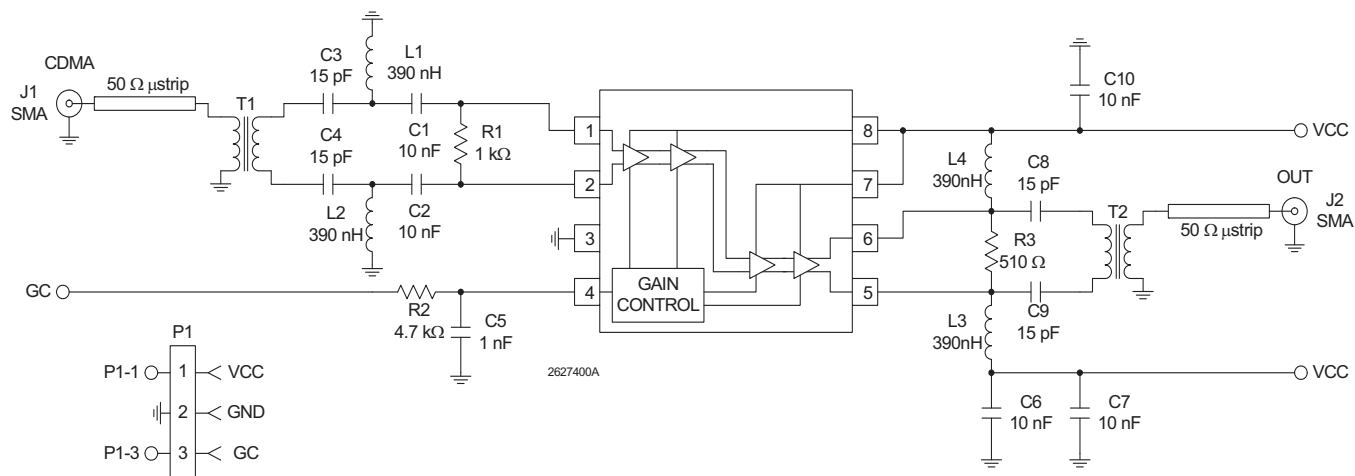 CDMA
J1
SMA
50 Ω µstrip
T1
C3
15 pF
L1
390 nH
C4
15 pF
C1
10 nF
R1
1 kΩ
L2
390 nH
C2
10 nF
GC
R2
4.7 kΩ
C5
1 nF
1
2
3
4
GAIN
CONTROL
8
7
6
5
2627400A
C10
10 nF
VCC
L4
390nH
C8
15 pF
OUT
J2
SMA
T2
50 Ω µstrip
R3
510 Ω
C9
15 pF
L3
390nH
VCC
C6
10 nF
C7
10 nF
P1
P1-1
1
VCC
2
GND
P1-3
3
GC